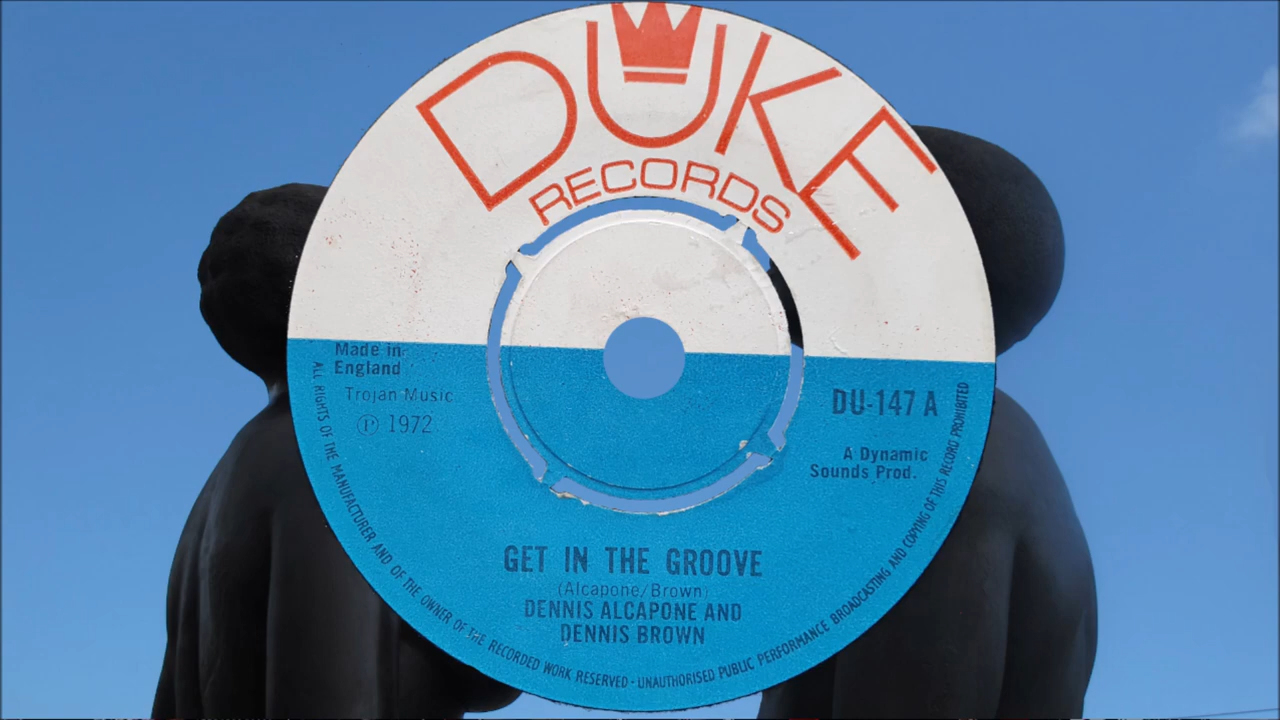 DUKE
RECORDS
Made in
England
Trojan Music
Ⓟ 1972
DU-147 A
A Dynamic
Sounds Prod.
GET IN THE GROOVE
(Alcapone/Brown)
DENNIS ALCAPONE AND
DENNIS BROWN
ALL RIGHTS OF THE MANUFACTURER AND OF THE OWNER OF THE RECORDED WORK RESERVED - UNAUTHORISED PUBLIC PERFORMANCE BROADCASTING AND COPYING OF THIS RECORD PROHIBITED